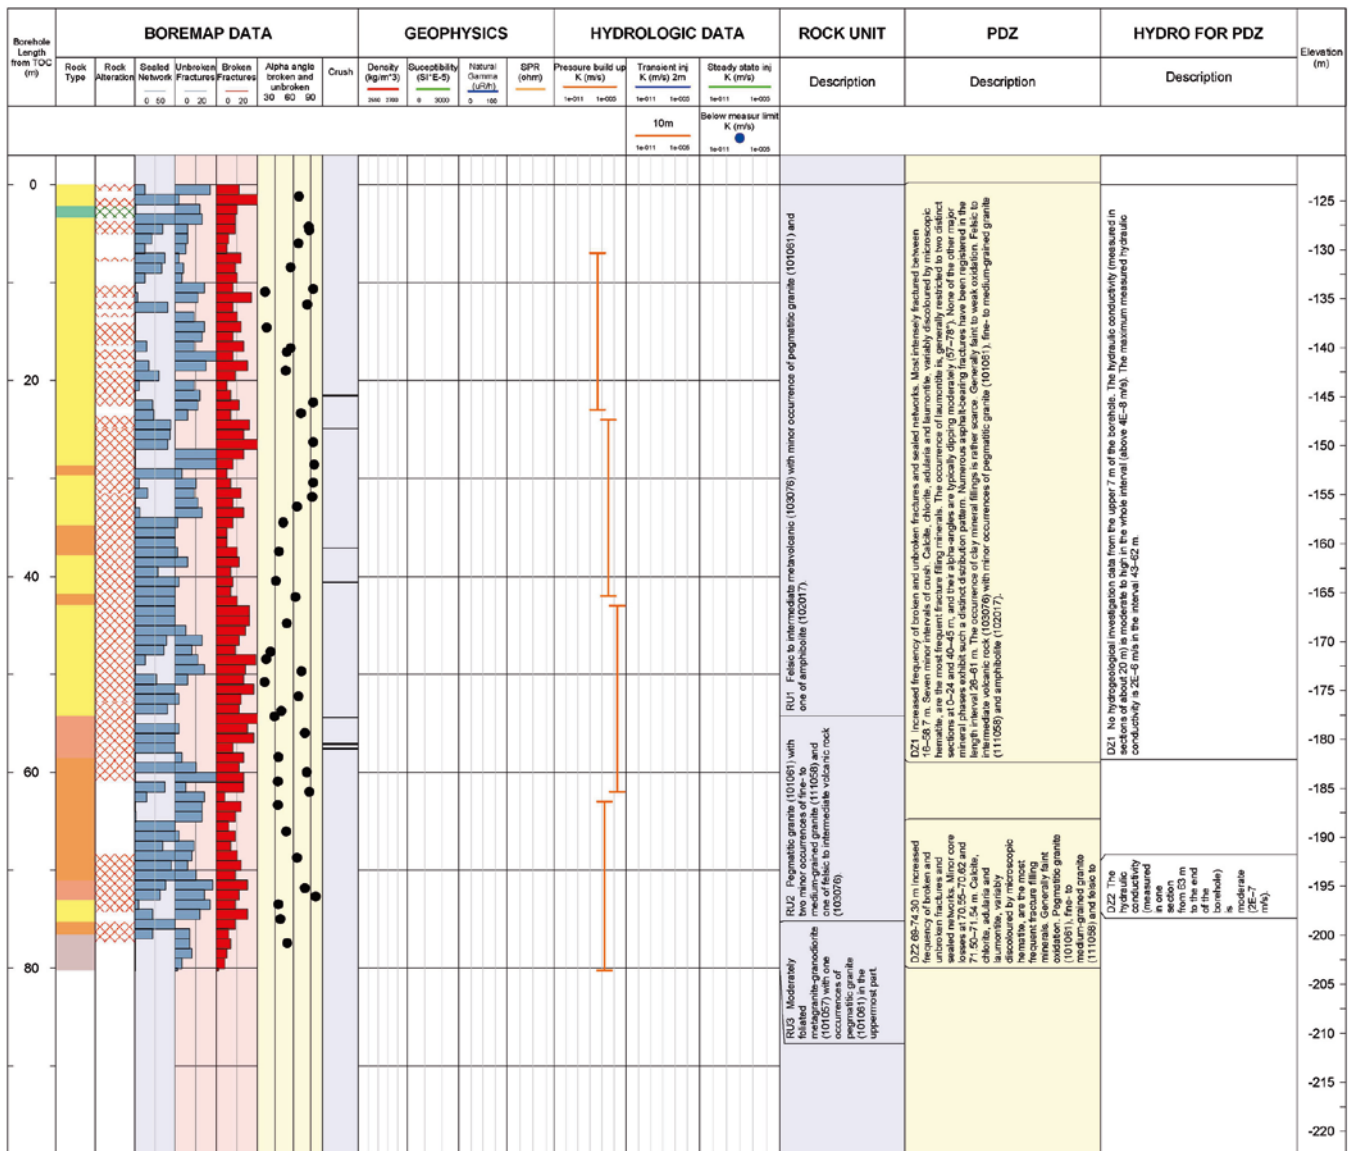 Borehole
Length
from TOC
(m)
BOREMAP DATA
GEOPHYSICS
HYDROLOGIC DATA
ROCK UNIT
PDZ
HYDRO FOR PDZ
Elevation
(m)
Rock
Type
Rock
Alteration
Sealed
Network
0 50
Unbroken
Fractures
0 20
Broken
Fractures
0 20
Alpha angle
broken and
unbroken
30 60 90
Crush
Density
(kg/m^3)
Suceptibility
(SI*E-5)
0 3000
Natural
Gamma
(uR/h)
0 100
SPR
(ohm)
Pressure build up
K (m/s)
1e-011 1e-005
Transient inj
K (m/s) 2m
1e-011 1e-005
Steady state inj
K (m/s)
1e-011 1e-005
Description
Description
Description
10m
1e-011 1e-005
Below measur limit
K (m/s)
1e-011 1e-005
0
20
40
60
80
RU1 Felsic to intermediate metavolcanic (103076) with minor occurrence of pegmatitic granite (101061) and
one of amphibolite (102017).
RU2 Pegmatitic granite (101061) with
two minor occurrences of fine- to
medium-grained granite (111058) and
one of felsic to intermediate volcanic rock
(103076).
RU3 Moderately
foliated
metagranite-granodiorite
(101057) with one
occurrences of
pegmatitic granite
(101061) in the
uppermost part.
DZ1 Increased frequency of broken and unbroken fractures and sealed networks. Most intensely fractured between
16–58.7 m. Seven minor intervals of crush. Calcite, chlorite, adularia and laumontite, variably discoloured by microscopic
hematite, are the most frequent fracture filling minerals. The occurrence of laumontite is, generally restricted to two distinct
sections at 0–24 and 40–45 m, and their alpha-angles are typically dipping moderately (57–78°). None of the other major
mineral phases exhibit such a distinct distribution pattern. Numerous asphalt-bearing fractures have been registered in the
length interval 26–61 m. The occurrence of clay mineral fillings is rather scarce. Generally faint to weak oxidation. Felsic to
intermediate volcanic rock (103076) with minor occurrences of pegmatitic granite (101061), fine- to medium-grained granite
(111058) and amphibolite (102017).
DZ2 69-74.30 m Increased
frequency of broken and
unbroken fractures and
sealed networks. Minor core
losses at 70.55–70.62 and
71.50–71.54 m. Calcite,
chlorite, adularia and
laumontite, variably
discoloured by microscopic
hematite, are the most
frequent fracture filling
minerals. Generally faint
oxidation. Pegmatitic granite
(101061), fine- to
medium-grained granite
(111058) and felsic to
DZ1 No hydrogeological investigation data from the upper 7 m of the borehole. The hydraulic conductivity (measured in
sections of about 20 m) is moderate to high in the whole interval (above 4E–8 m/s). The maximum measured hydraulic
conductivity is 2E–6 m/s in the interval 43–62 m.
DZ2 The
hydraulic
conductivity
(measured
in one
section
from 63 m
to the end
of the
borehole)
is
moderate
(2E–7
m/s).
-125
-130
-135
-140
-145
-150
-155
-160
-165
-170
-175
-180
-185
-190
-195
-200
-205
-210
-215
-220